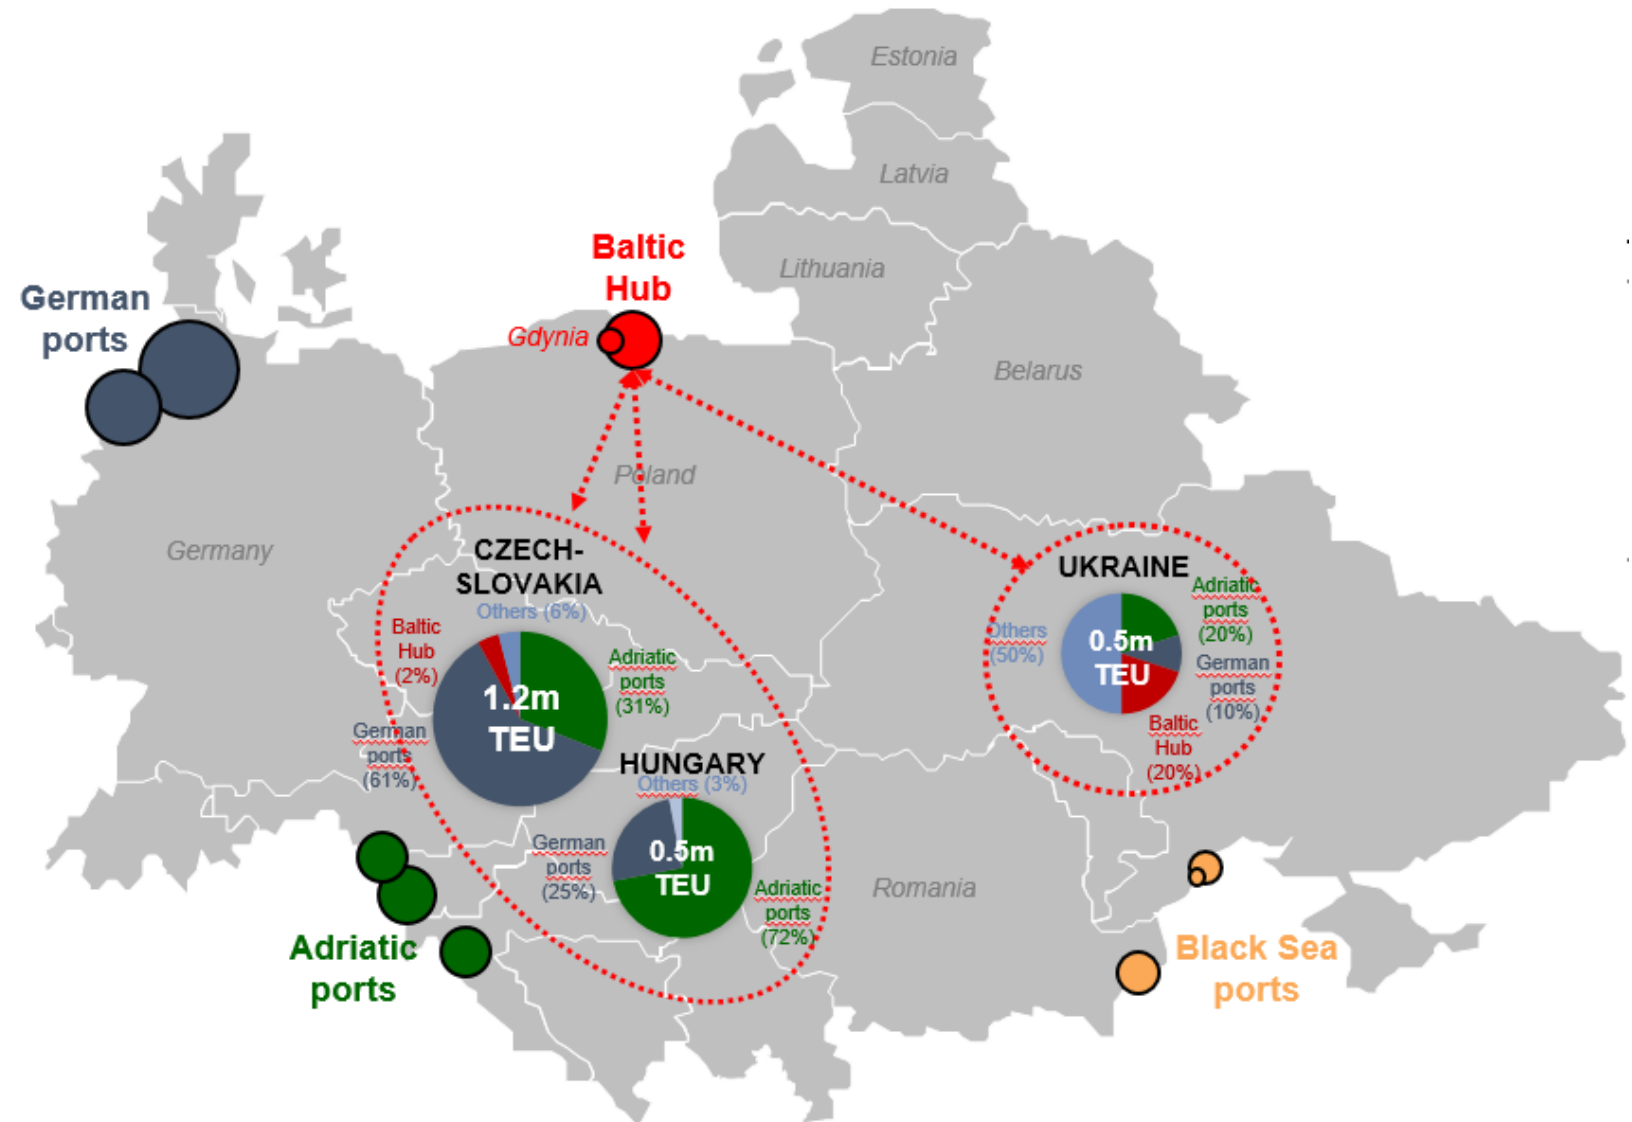 Estonia
Latvia
Baltic
Hub
Lithuania
German
ports
Gdynia
Belarus
Poland
Germany
CZECH-
SLOVAKIA
Others (6%)
Baltic
Hub
(2%)
Adriatic
ports
(31%)
1.2m
TEU
German
ports
(61%)
HUNGARY
Others (3%)
German
ports
(25%)
0.5m
TEU
Adriatic
ports
(72%)
UKRAINE
Adriatic
ports
(20%)
Others
(50%)
0.5m
TEU
German
ports
(10%)
Baltic
Hub
(20%)
Romania
Adriatic
ports
Black Sea
ports